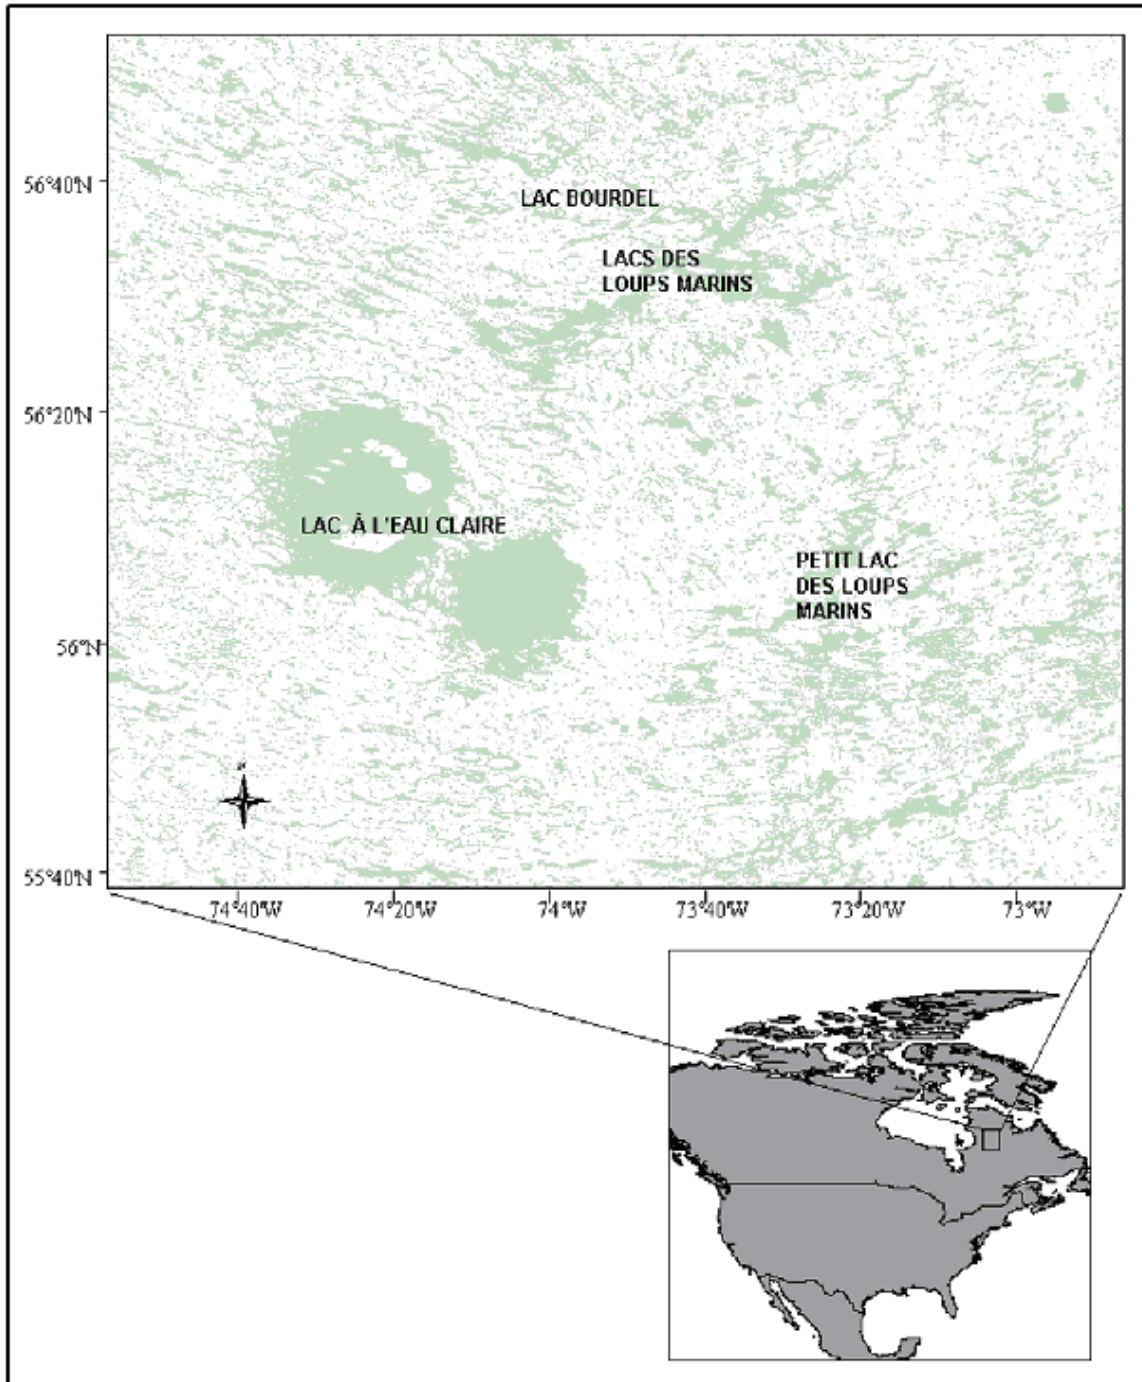 56°40'N
LAC BOURDEL
LACS DES
LOUPS MARINS
56°20'N
LAC À L'EAU CLAIRE
PETIT LAC
DES LOUPS
MARINS
56°N
55°40'N
74°40'W 74°20'W 74°W 73°40'W 73°20'W 73°W